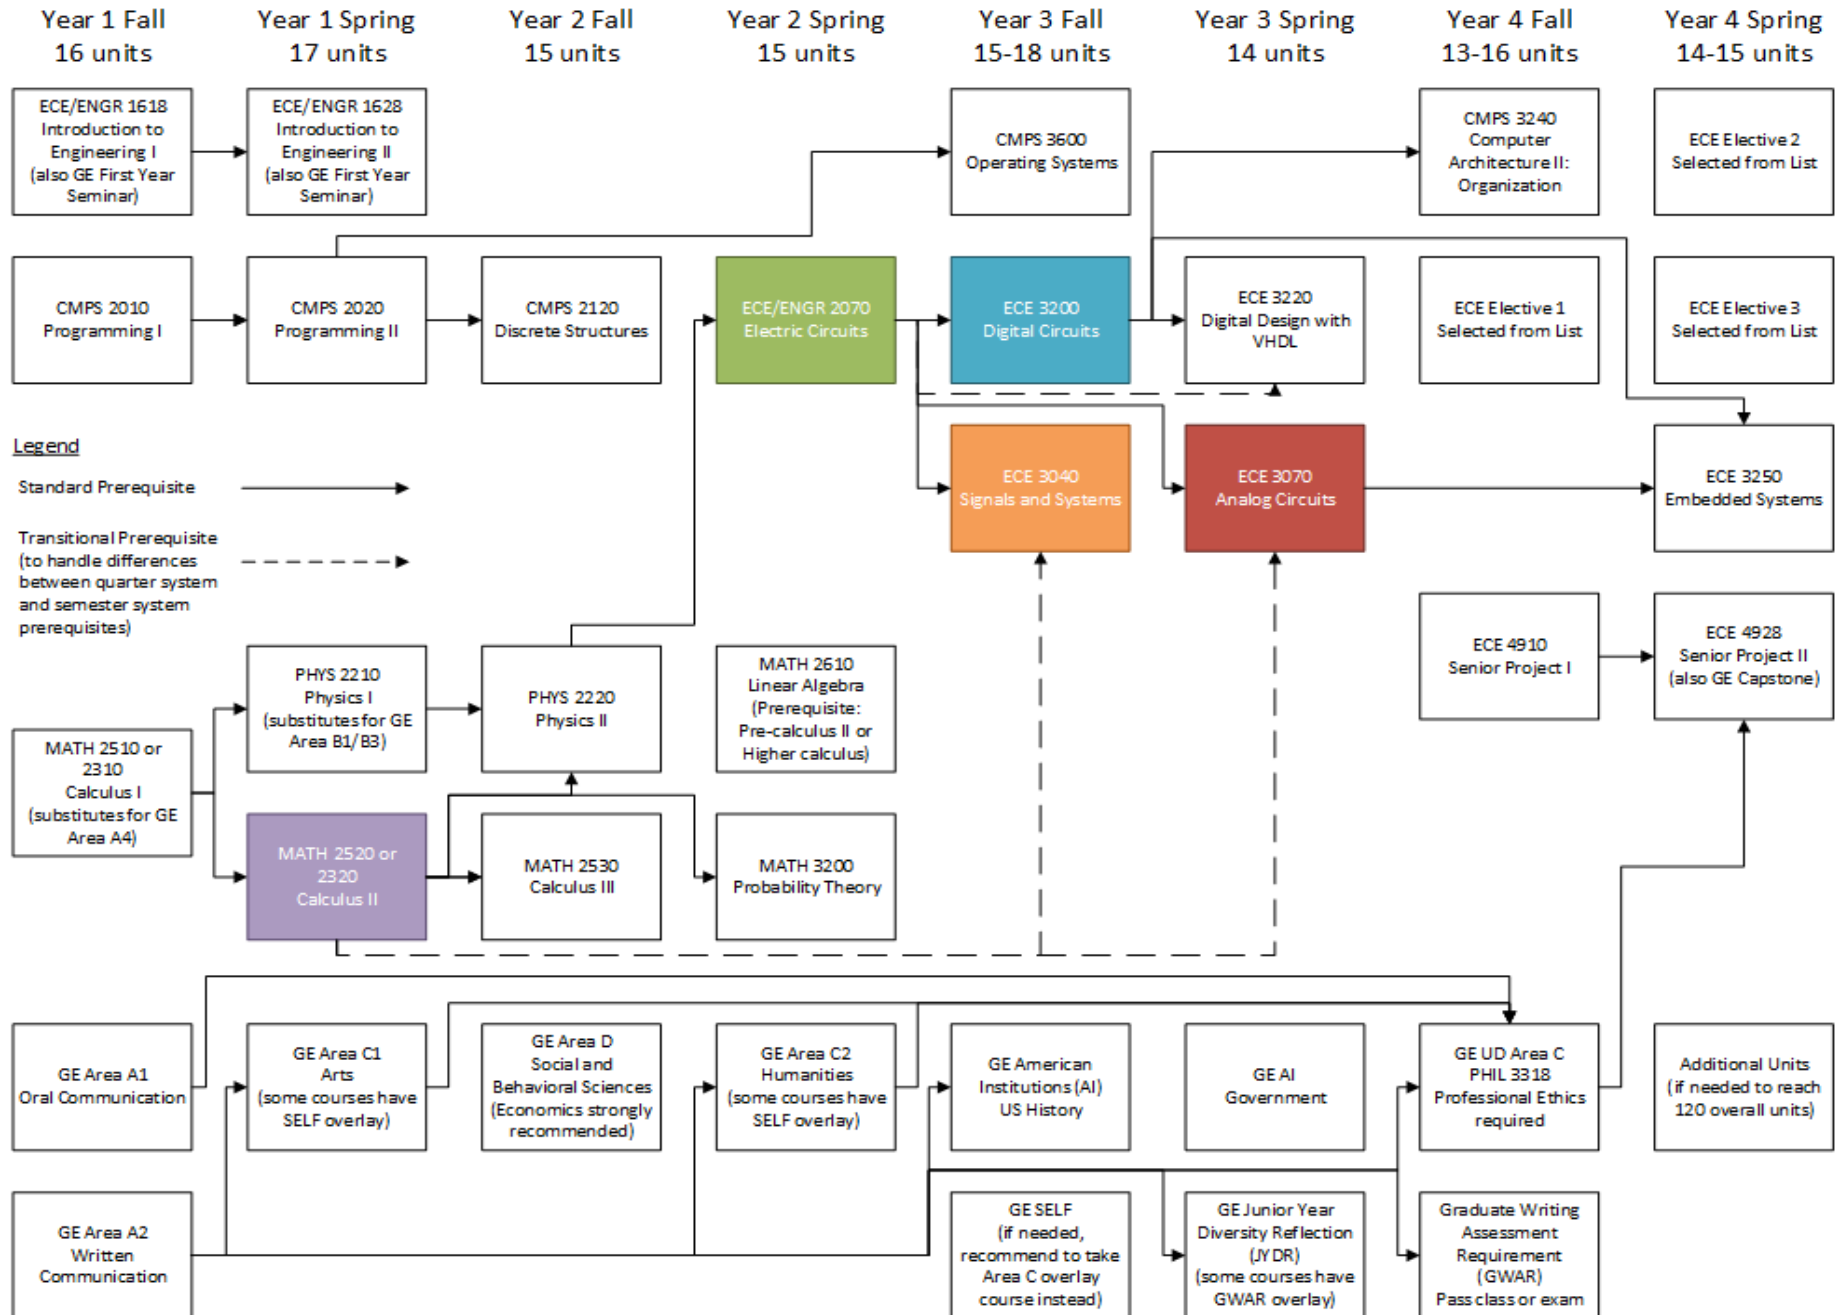 Year 1 Fall
16 units
Year 1 Spring
17 units
Year 2 Fall
15 units
Year 2 Spring
15 units
Year 3 Fall
15-18 units
Year 3 Spring
14 units
Year 4 Fall
13-16 units
Year 4 Spring
14-15 units
ECE/ENGR 1618
Introduction to
Engineering I
(also GE First Year
Seminar)
ECE/ENGR 1628
Introduction to
Engineering II
(also GE First Year
Seminar)
CMPS 3600
Operating Systems
CMPS 3240
Computer
Architecture II:
Organization
ECE Elective 2
Selected from List
CMPS 2010
Programming I
CMPS 2020
Programming II
CMPS 2120
Discrete Structures
ECE/ENGR 2070
Electric Circuits
ECE 3200
Digital Circuits
ECE 3220
Digital Design with
VHDL
ECE Elective 1
Selected from List
ECE Elective 3
Selected from List
Legend
Standard Prerequisite
Transitional Prerequisite
(to handle differences
between quarter system
and semester system
prerequisites)
ECE 3040
Signals and Systems
ECE 3070
Analog Circuits
ECE 3250
Embedded Systems
ECE 4910
Senior Project I
ECE 4928
Senior Project II
(also GE Capstone)
MATH 2510 or
2310
Calculus I
(substitutes for GE
Area A4)
PHYS 2210
Physics I
(substitutes for GE
Area B1/B3)
PHYS 2220
Physics II
MATH 2610
Linear Algebra
(Prerequisite:
Pre-calculus II or
Higher calculus)
MATH 2520 or
2320
Calculus II
MATH 2530
Calculus III
MATH 3200
Probability Theory
GE Area A1
Oral Communication
GE Area C1
Arts
(some courses have
SELF overlay)
GE Area D
Social and
Behavioral Sciences
(Economics strongly
recommended)
GE Area C2
Humanities
(some courses have
SELF overlay)
GE American
Institutions (AI)
US History
GE AI
Government
GE UD Area C
PHIL 3318
Professional Ethics
required
Additional Units
(if needed to reach
120 overall units)
GE Area A2
Written
Communication
GE SELF
(if needed,
recommend to take
Area C overlay
course instead)
GE Junior Year
Diversity Reflection
(JYDR)
(some courses have
GWAR overlay)
Graduate Writing
Assessment
Requirement
(GWAR)
Pass class or exam